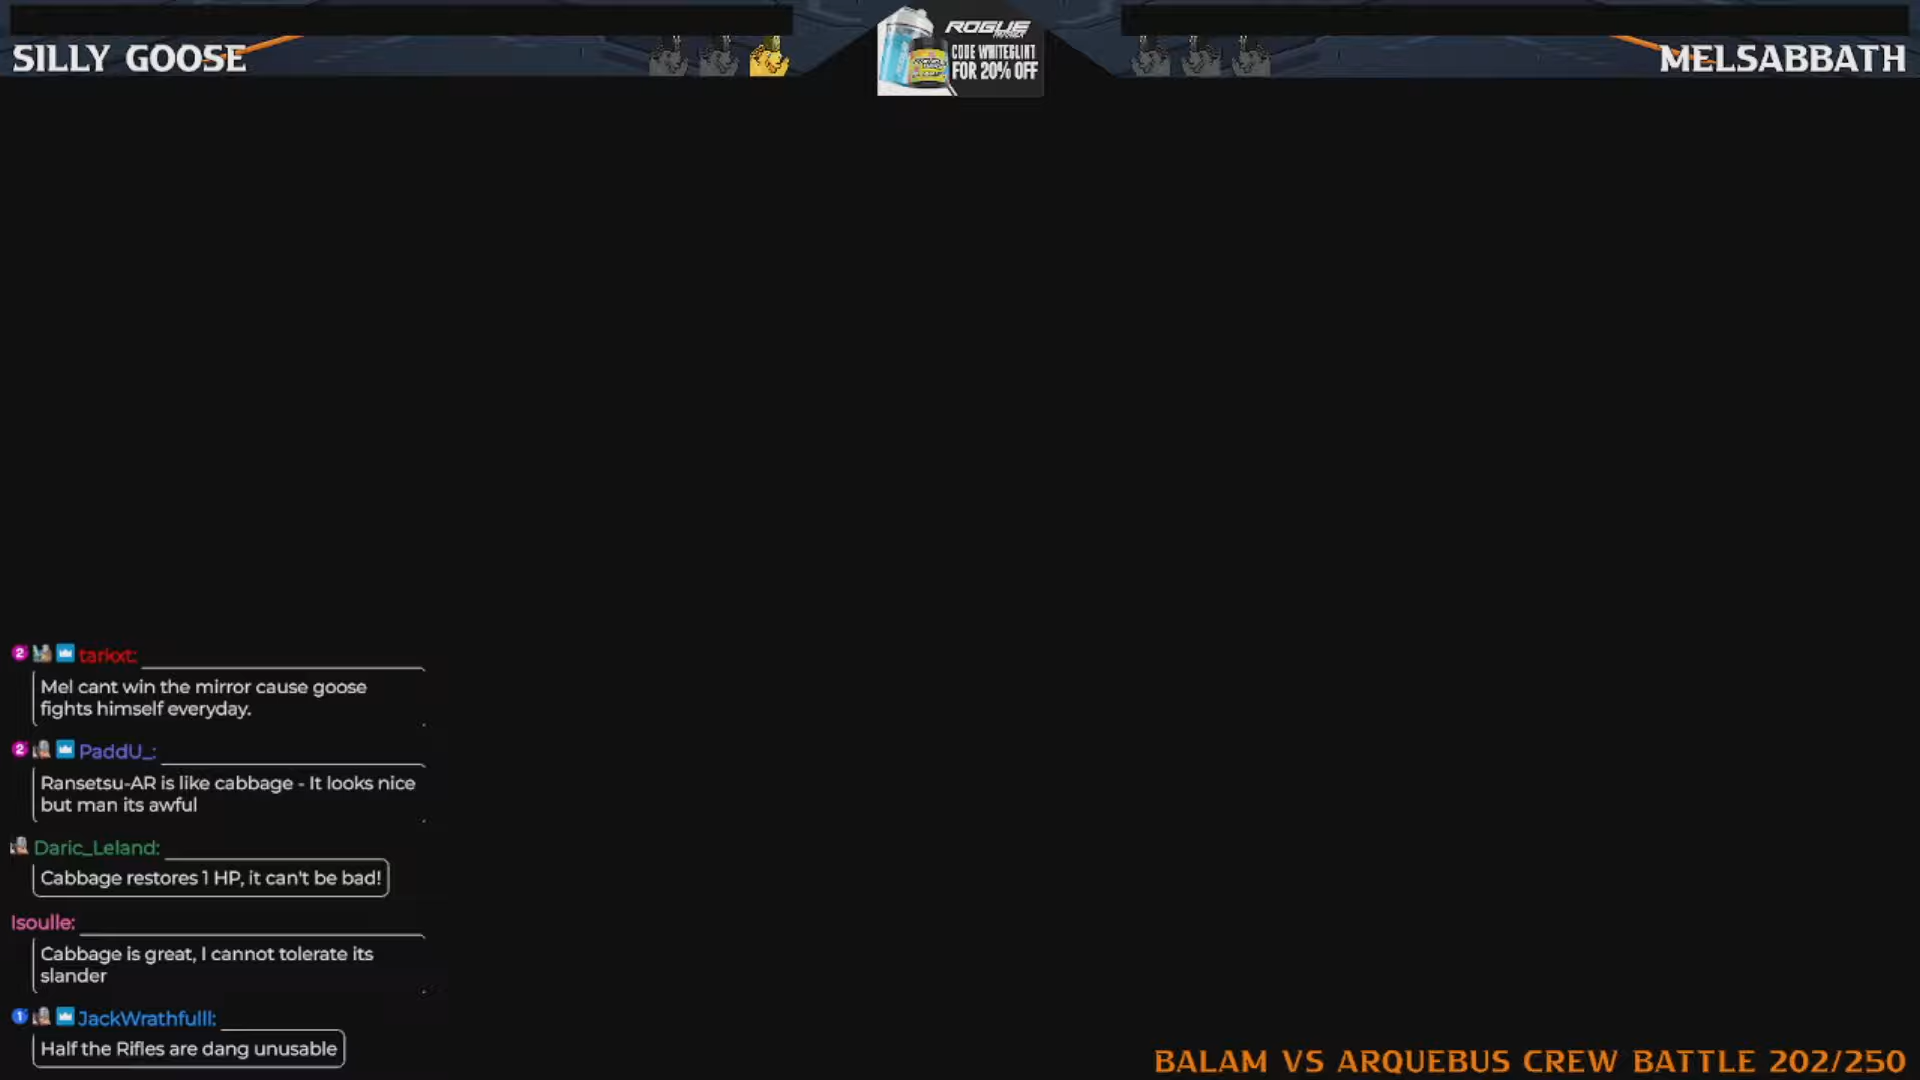 SILLY GOOSE
ROGUE
CODE WHITEGLINT
FOR 20% OFF
MELSABBATH
2 tarkxt:
Mel cant win the mirror cause goose
fights himself everyday.
2 PaddU_:
Ransetsu-AR is like cabbage - It looks nice
but man its awful
Daric_Leland:
Cabbage restores 1 HP, it can't be bad!
Isoulle:
Cabbage is great, I cannot tolerate its
slander
1 JackWrathfulll:
Half the Rifles are dang unusable
BALAM VS ARQUEBUS CREW BATTLE 202/250